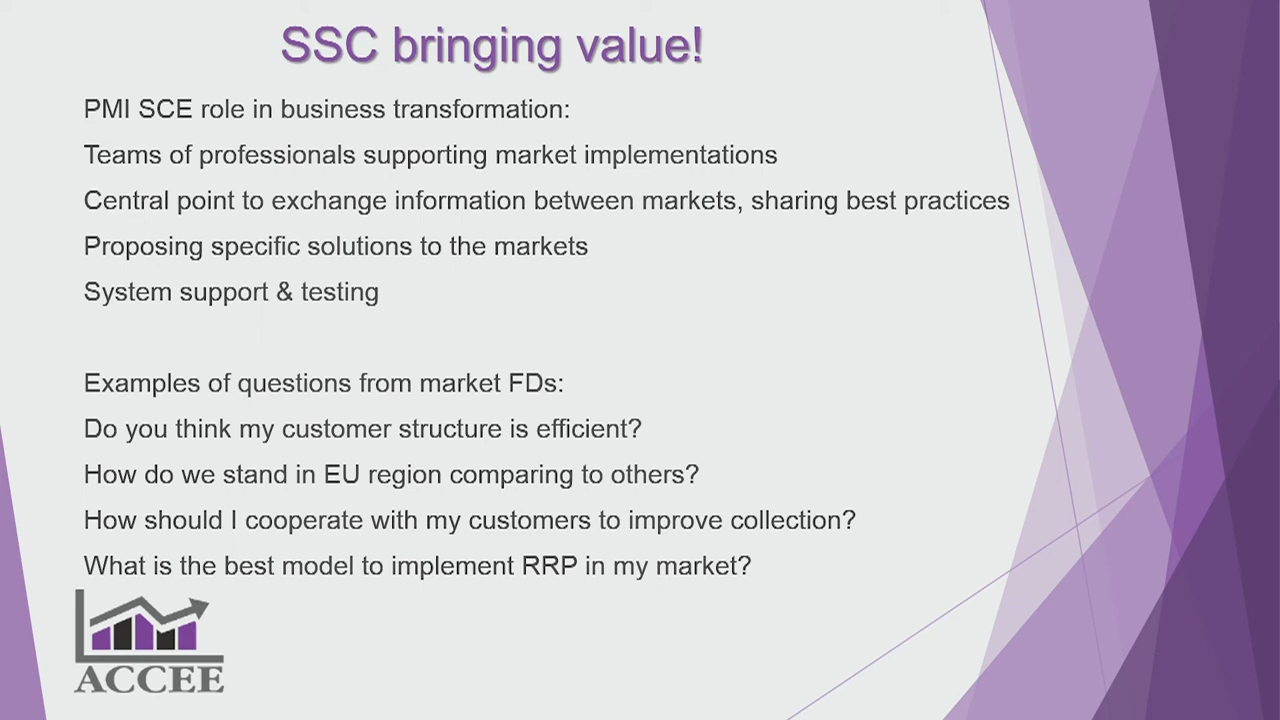 SSC bringing value!
PMI SCE role in business transformation:
Teams of professionals supporting market implementations
Central point to exchange information between markets, sharing best practices
Proposing specific solutions to the markets
System support & testing
Examples of questions from market FDs:
Do you think my customer structure is efficient?
How do we stand in EU region comparing to others?
How should I cooperate with my customers to improve collection?
What is the best model to implement RRP in my market?
ACCEE